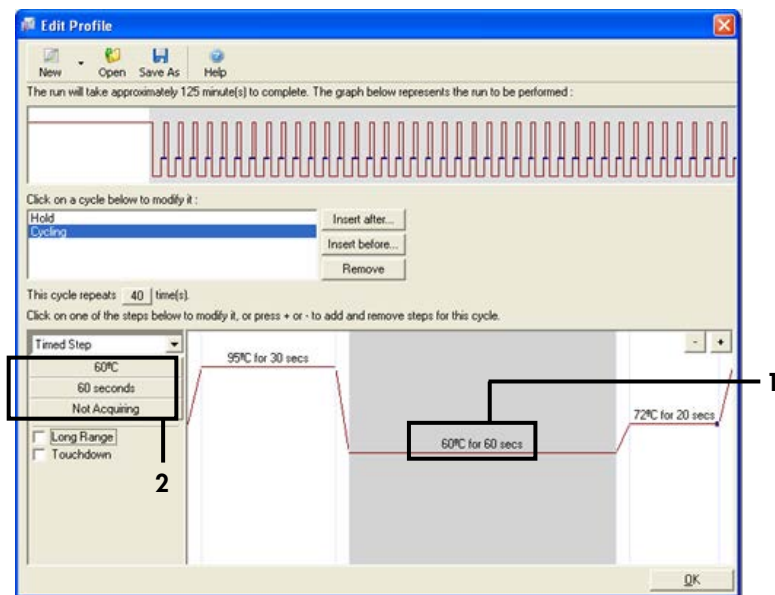 Edit Profile
New Open Save As Help
The run will take approximately 125 minute(s) to complete. The graph below represents the run to be performed :
Click on a cycle below to modify it :
Hold
Cycling
Insert after...
Insert before...
Remove
This cycle repeats 40 time(s).
Click on one of the steps below to modify it, or press + or - to add and remove steps for this cycle.
Timed Step
60ºC
60 seconds
Not Acquiring
Long Range
Touchdown
2
95ºC for 30 secs
60ºC for 60 secs
72ºC for 20 secs
- +
1
OK